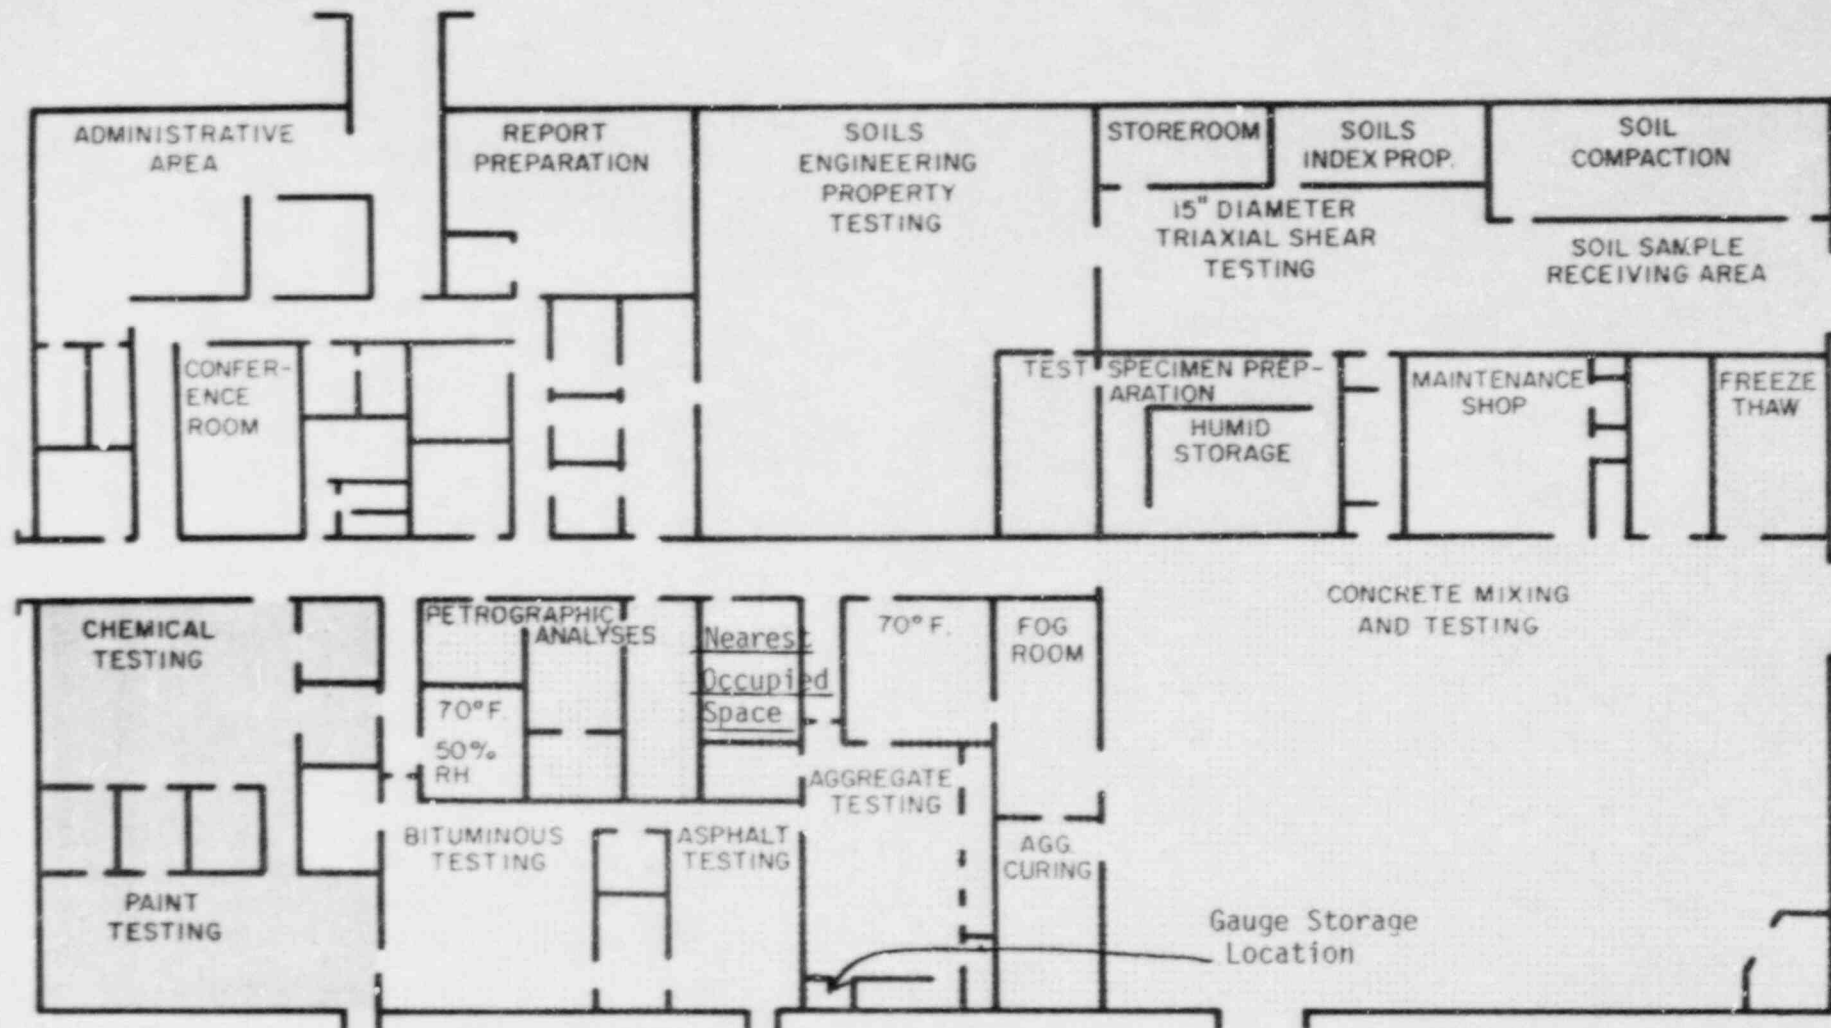 ADMINISTRATIVE
AREA
REPORT
PREPARATION
SOILS
ENGINEERING
PROPERTY
TESTING
STOREROOM
SOILS
INDEX PROP.
SOIL
COMPACTION
15" DIAMETER
TRIAXIAL SHEAR
TESTING
SOIL SAMPLE
RECEIVING AREA
CONFER-
ENCE
ROOM
TEST SPECIMEN PREP-
ARATION
HUMID
STORAGE
MAINTENANCE
SHOP
FREEZE
THAW
CHEMICAL
TESTING
PETROGRAPHIC
ANALYSES
Nearest
Occupied
Space
70°F.
FOG
ROOM
CONCRETE MIXING
AND TESTING
70°F.
50%
RH
AGGREGATE
TESTING
BITUMINOUS
TESTING
ASPHALT
TESTING
AGG.
CURING
PAINT
TESTING
Gauge Storage
Location